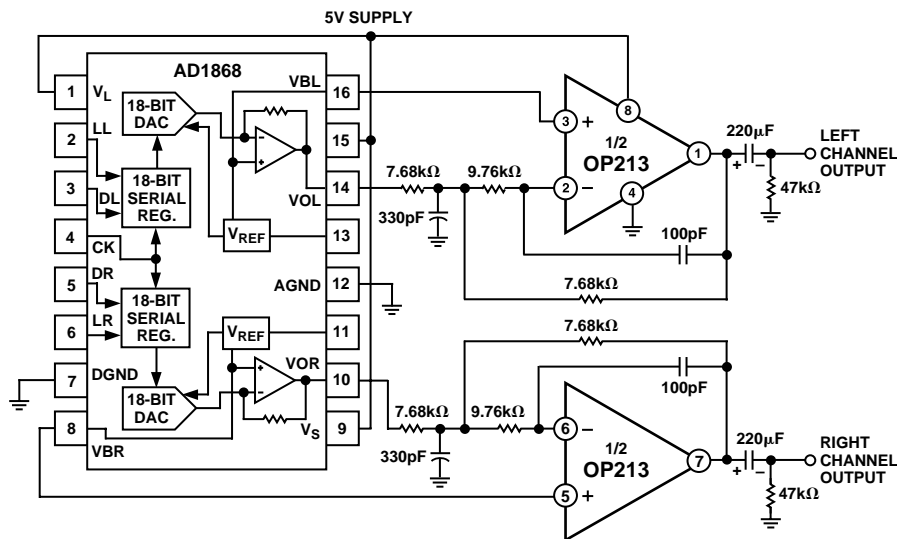 5V SUPPLY
AD1868
1
V_L
18-BIT
DAC
VBL
16
8
2
LL
15
3
+
1/2
OP213
1
220μF
LEFT
CHANNEL
OUTPUT
3
DL
18-BIT
SERIAL
REG.
VOL
14
7.68kΩ
9.76kΩ
2
–
4
+
–
47kΩ
330pF
4
CK
V_REF
13
100pF
5
DR
AGND
12
7.68kΩ
6
LR
18-BIT
SERIAL
REG.
V_REF
11
7.68kΩ
7
DGND
VOR
10
100pF
18-BIT
DAC
7.68kΩ
9.76kΩ
6
–
8
VBR
V_S
9
330pF
1/2
OP213
7
220μF
+
–
RIGHT
CHANNEL
OUTPUT
5
+
47kΩ
–
+
+
–